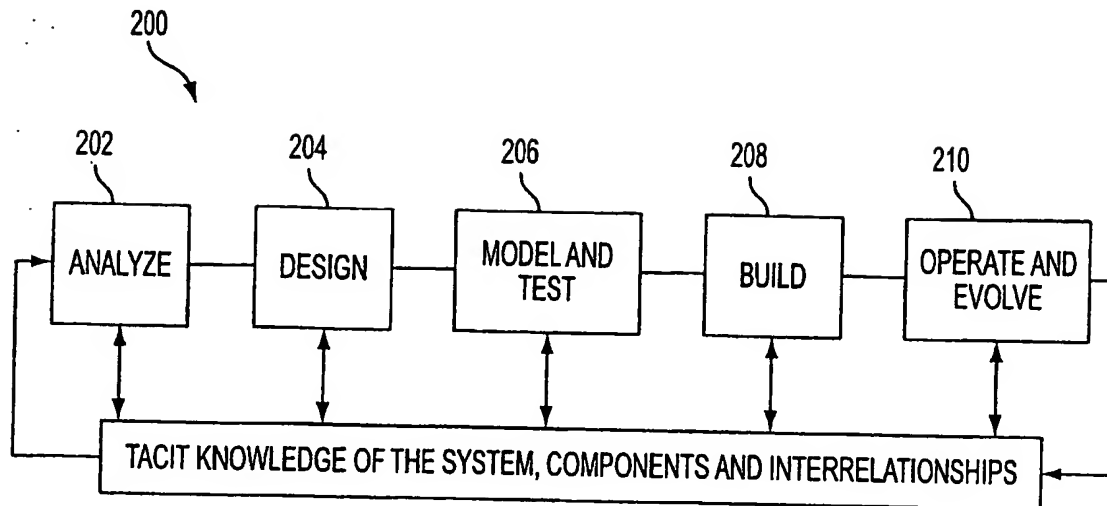 200
202
204
206
208
210
ANALYZE
DESIGN
MODEL AND
TEST
BUILD
OPERATE AND
EVOLVE
TACIT KNOWLEDGE OF THE SYSTEM, COMPONENTS AND INTERRELATIONSHIPS